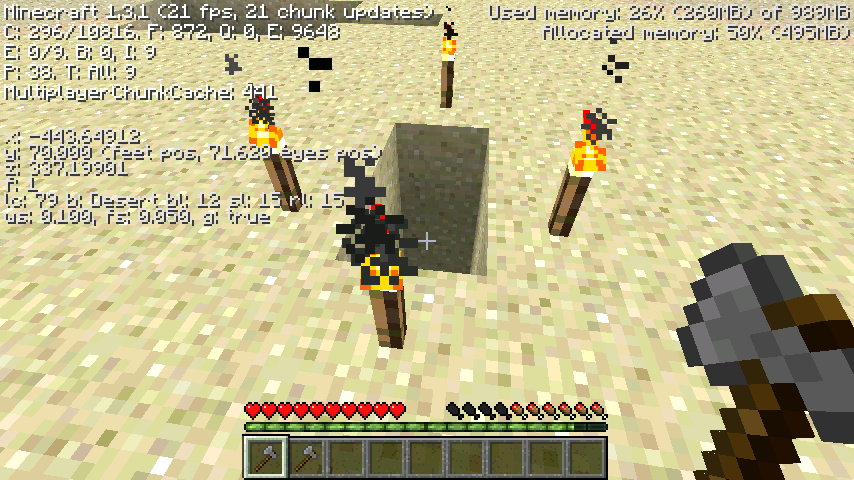 Minecraft 1.3.1 (21 fps, 21 chunk updates)
C: 296/10816. F: 872, O: 0, E: 9648
E: 0/9. B: 0, I: 9
P: 38. T: All: 9
MultiplayerChunkCache: 441
x: -443.64912
y: 70.000 (feet pos, 71.620 eyes pos)
z: 337.19901
f: 1
lc: 79 b: Desert bl: 12 sl: 15 rl: 15
ws: 0.100, fs: 0.050, g: true
Used memory: 26% (260MB) of 989MB
Allocated memory: 50% (495MB)